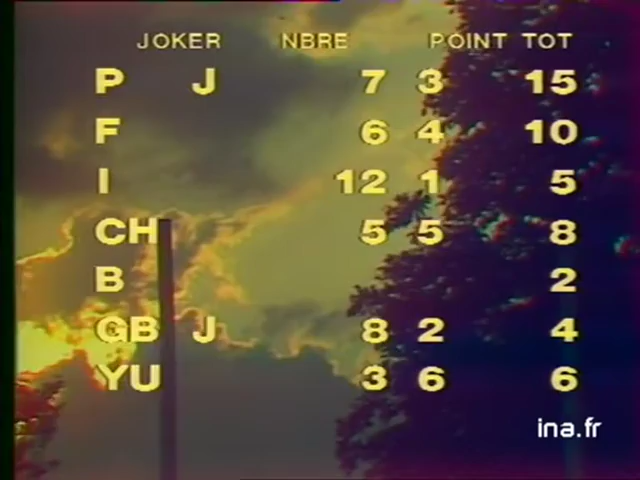 JOKER NBRE POINT TOT
P J 7 3 15
F 6 4 10
I 12 1 5
CH 5 5 8
B 2
GB J 8 2 4
YU 3 6 6
ina.fr